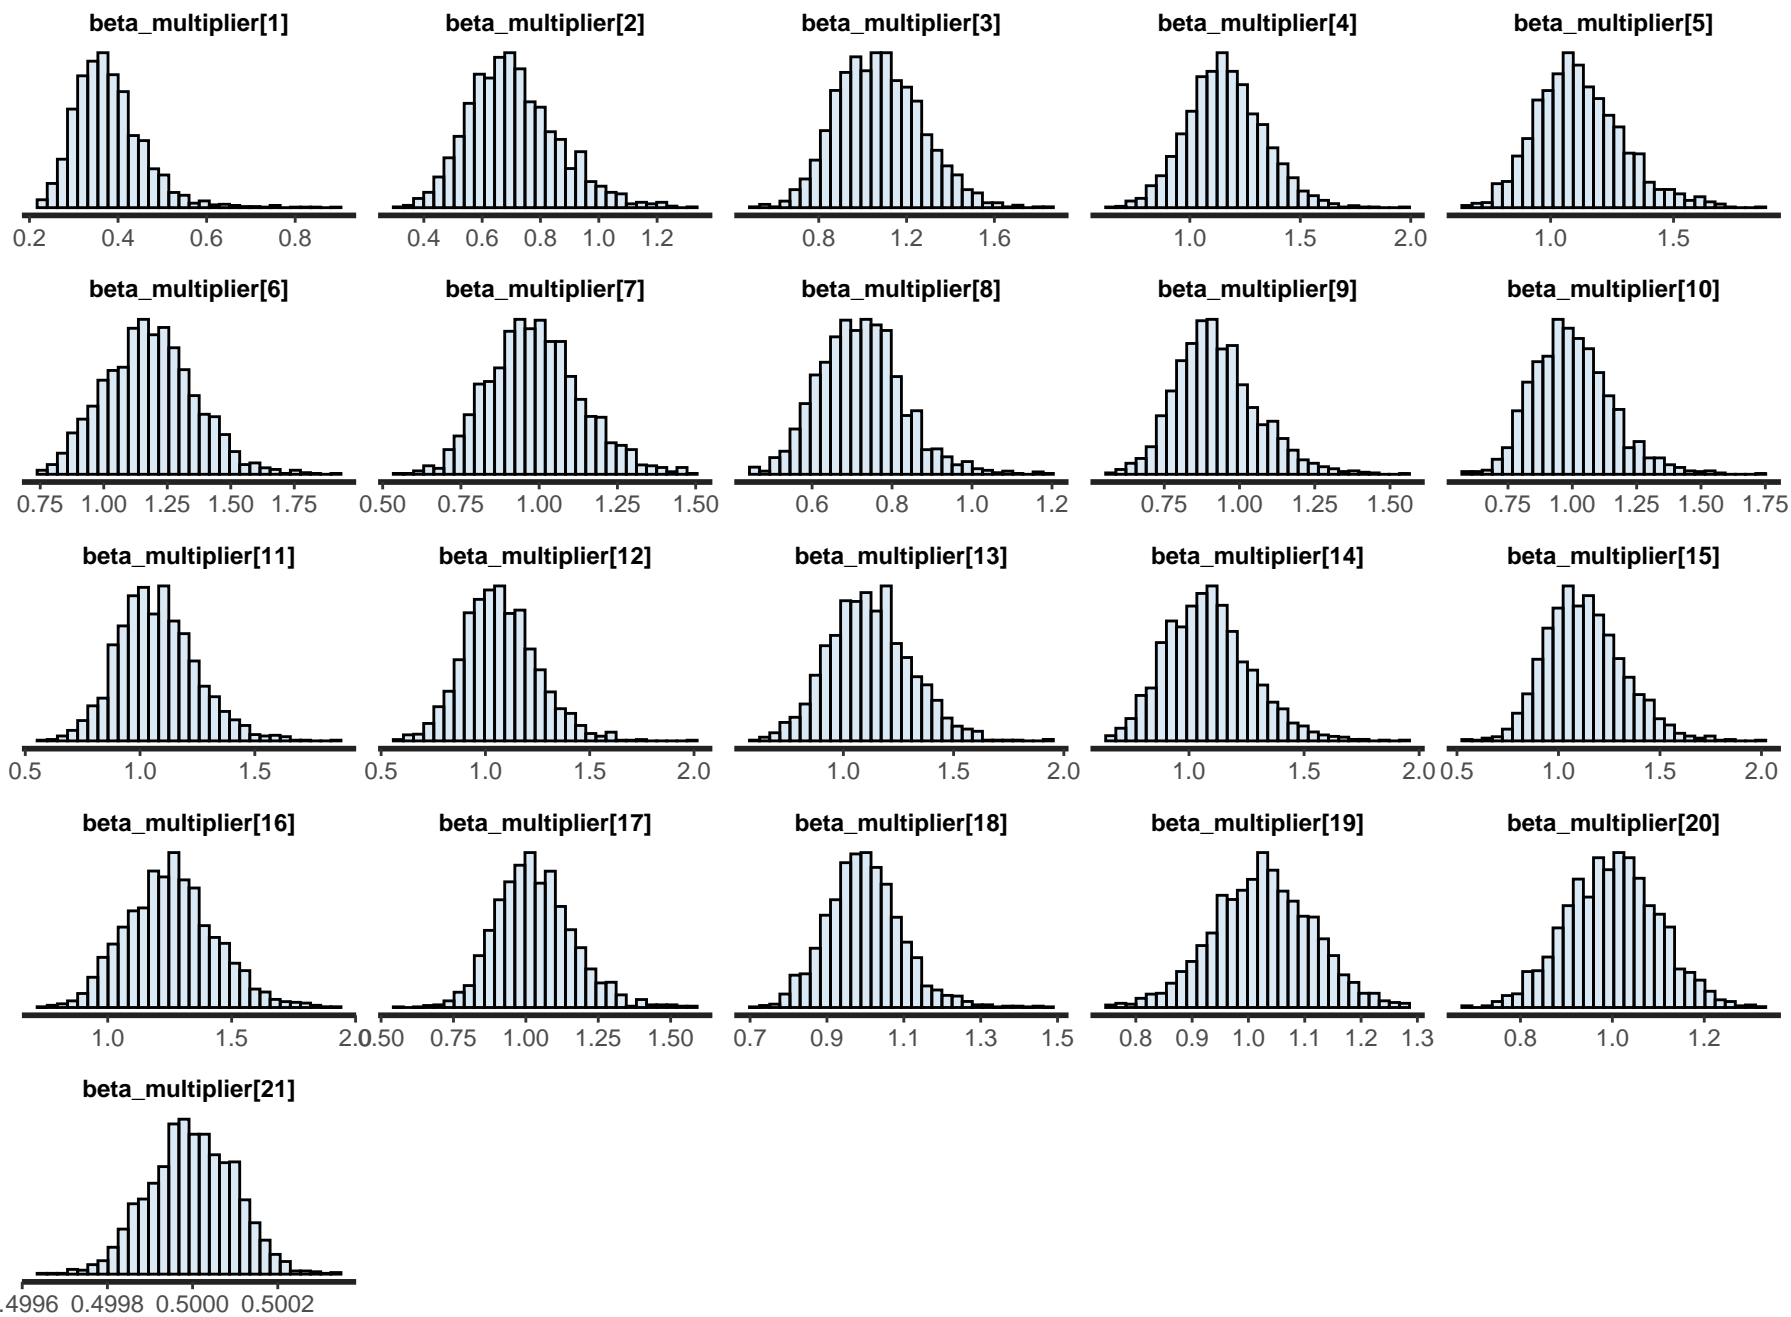 beta_multiplier[1] beta_multiplier[2] beta_multiplier[3] beta_multiplier[4] beta_multiplier[5]
0.2 0.4 0.6 0.8 0.4 0.6 0.8 1.0 1.2 0.8 1.2 1.6 1.0 1.5 2.0 1.0 1.5
beta_multiplier[6] beta_multiplier[7] beta_multiplier[8] beta_multiplier[9] beta_multiplier[10]
0.75 1.00 1.25 1.50 1.75 0.50 0.75 1.00 1.25 1.50 0.6 0.8 1.0 1.2 0.75 1.00 1.25 1.50 0.75 1.00 1.25 1.50 1.75
beta_multiplier[11] beta_multiplier[12] beta_multiplier[13] beta_multiplier[14] beta_multiplier[15]
0.5 1.0 1.5 0.5 1.0 1.5 2.0 1.0 1.5 2.0 1.0 1.5 2.0 0.5 1.0 1.5 2.0
beta_multiplier[16] beta_multiplier[17] beta_multiplier[18] beta_multiplier[19] beta_multiplier[20]
1.0 1.5 2.0 0.50 0.75 1.00 1.25 1.50 0.7 0.9 1.1 1.3 1.5 0.8 0.9 1.0 1.1 1.2 1.3 0.8 1.0 1.2
beta_multiplier[21]
.4996 0.4998 0.5000 0.5002